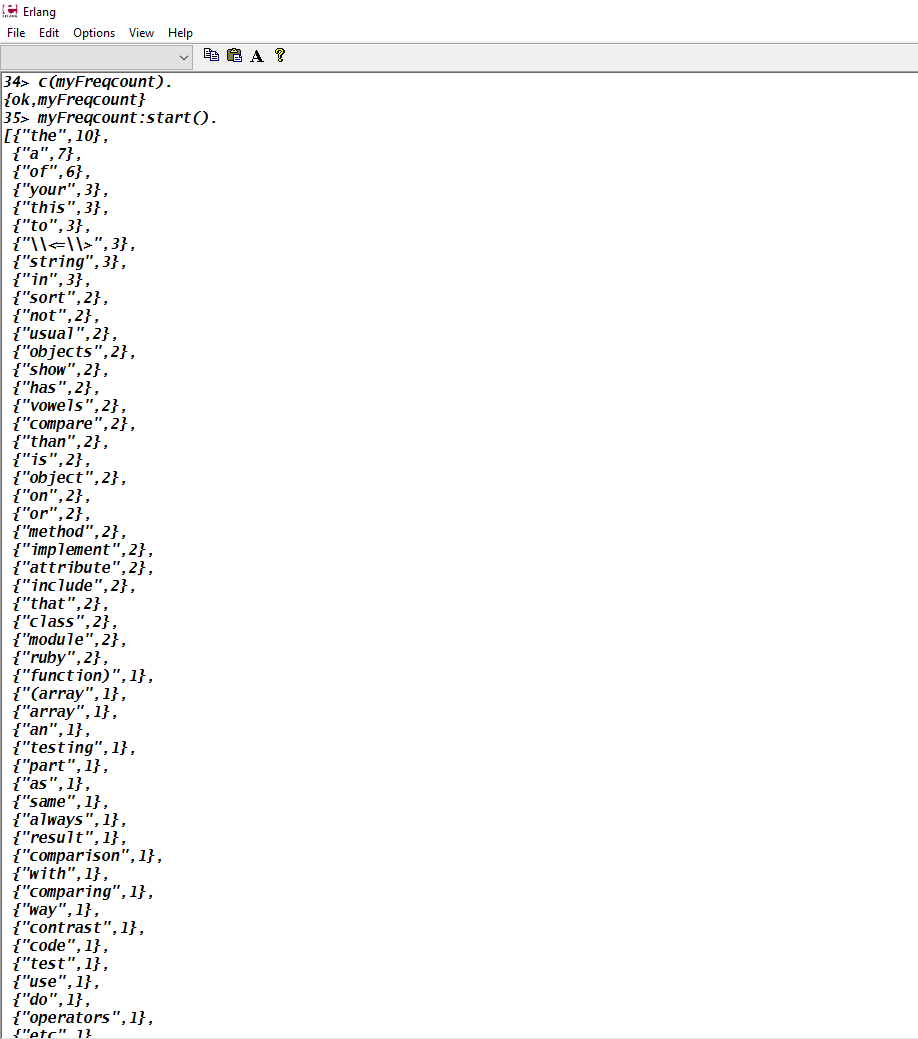 Erlang
File Edit Options View Help
34> c(myFreqcount).
{ok,myFreqcount}
35> myFreqcount:start().
[{"the",10},
{"a",7},
{"of",6},
{"your",3},
{"this",3},
{"to",3},
{"\\<=\\>",3},
{"string",3},
{"in",3},
{"sort",2},
{"not",2},
{"usual",2},
{"objects",2},
{"show",2},
{"has",2},
{"vowels",2},
{"compare",2},
{"than",2},
{"is",2},
{"object",2},
{"on",2},
{"or",2},
{"method",2},
{"implement",2},
{"attribute",2},
{"include",2},
{"that",2},
{"class",2},
{"module",2},
{"ruby",2},
{"function)",1},
{"(array",1},
{"array",1},
{"an",1},
{"testing",1},
{"part",1},
{"as",1},
{"same",1},
{"always",1},
{"result",1},
{"comparison",1},
{"with",1},
{"comparing",1},
{"way",1},
{"contrast",1},
{"code",1},
{"test",1},
{"use",1},
{"do",1},
{"operators",1},
{"etc",1}